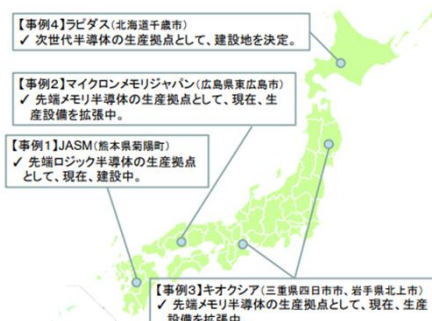 【事例4】ラピダス(北海道千歳市)
✓ 次世代半導体の生産拠点として、建設地を決定。
【事例2】マイクロンメモリジャパン(広島県東広島市)
✓ 先端メモリ半導体の生産拠点として、現在、生
産設備を拡張中。
【事例1】JASM(熊本県菊陽町)
✓ 先端ロジック半導体の生産拠点
として、現在、建設中。
【事例3】キオクシア(三重県四日市市、岩手県北上市)
✓ 先端メモリ半導体の生産拠点として、現在、生産
設備を拡張中